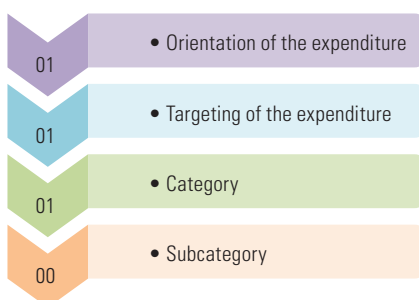 01 • Orientation of the expenditure
01 • Targeting of the expenditure
01 • Category
00 • Subcategory